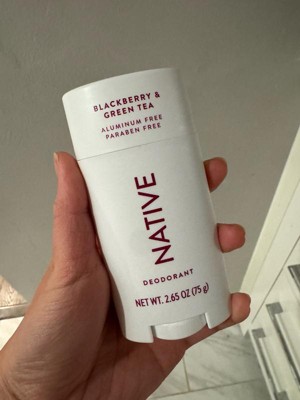 BLACKBERRY &
GREEN TEA
ALUMINUM FREE
PARABEN FREE
NATIVE
DEODORANT
NET WT. 2.65 OZ (75 g)